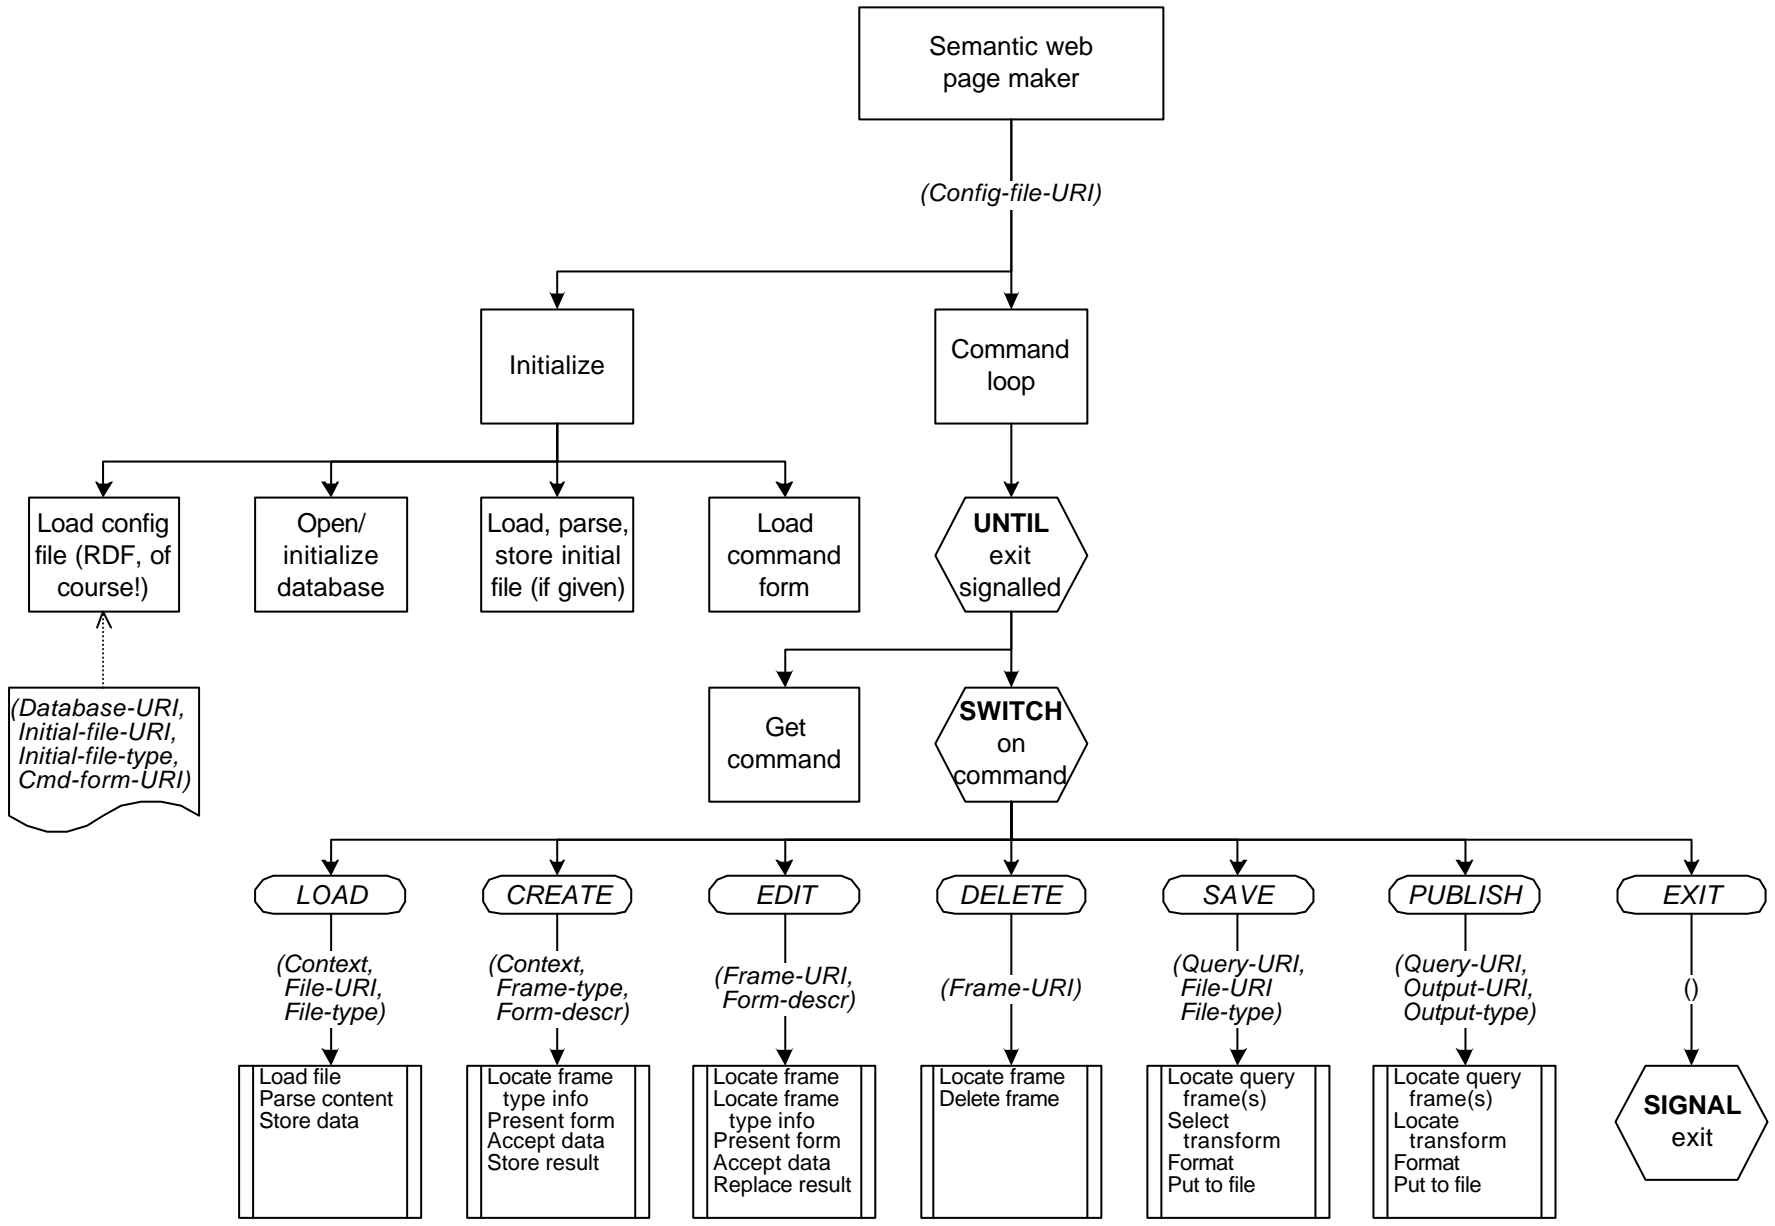 Semantic web
page maker
(Config-file-URI)
Initialize
Command
loop
Load config
file (RDF, of
course!)
Open/
initialize
database
Load, parse,
store initial
file (if given)
Load
command
form
UNTIL
exit
signalled
(Database-URI,
Initial-file-URI,
Initial-file-type,
Cmd-form-URI)
Get
command
SWITCH
on
command
LOAD
CREATE
EDIT
DELETE
SAVE
PUBLISH
EXIT
(Context,
File-URI,
File-type)
(Context,
Frame-type,
Form-descr)
(Frame-URI,
Form-descr)
(Frame-URI)
(Query-URI,
File-URI
File-type)
(Query-URI,
Output-URI,
Output-type)
()
Load file
Parse content
Store data
Locate frame
type info
Present form
Accept data
Store result
Locate frame
Locate frame
type info
Present form
Accept data
Replace result
Locate frame
Delete frame
Locate query
frame(s)
Select
transform
Format
Put to file
Locate query
frame(s)
Locate
transform
Format
Put to file
SIGNAL
exit